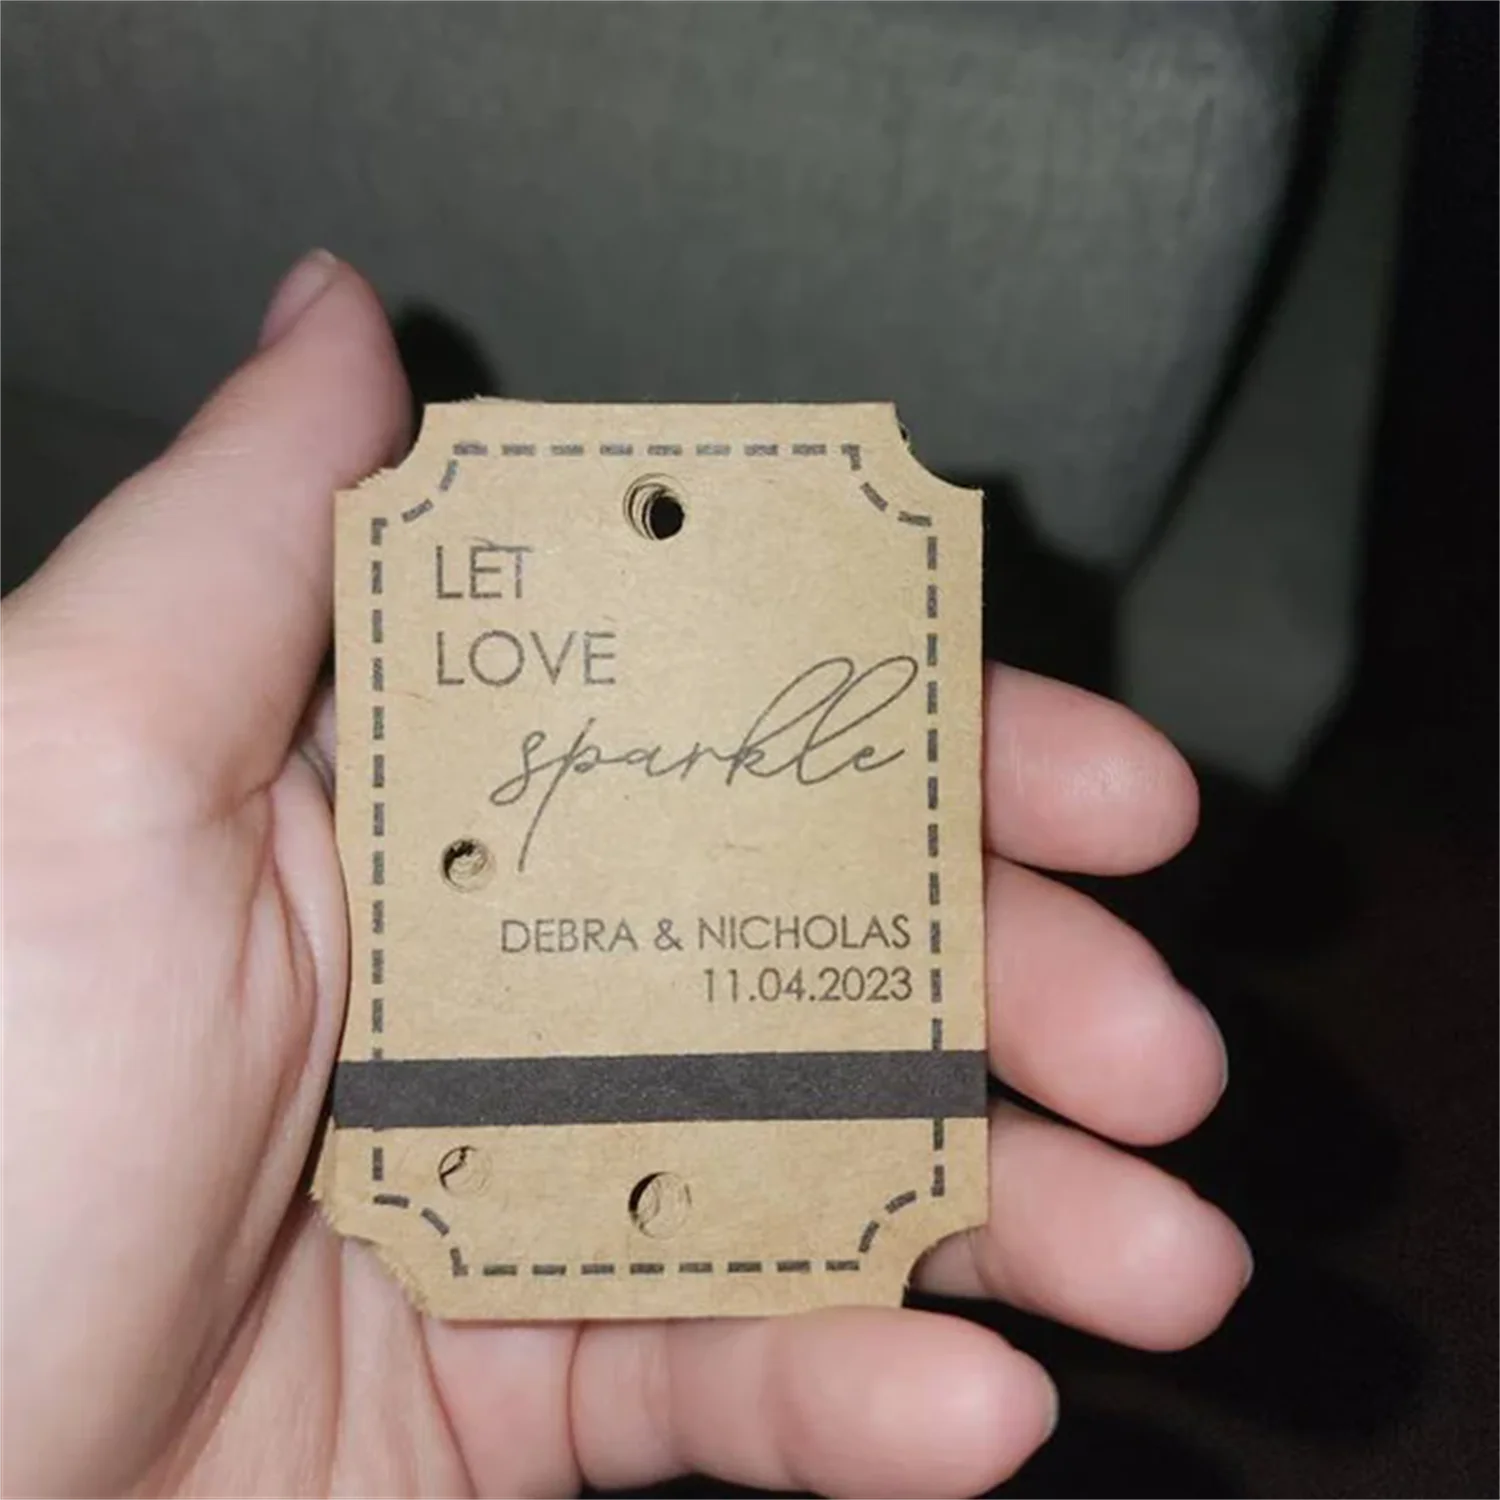 LET
LOVE
sparkle
DEBRA & NICHOLAS
11.04.2023